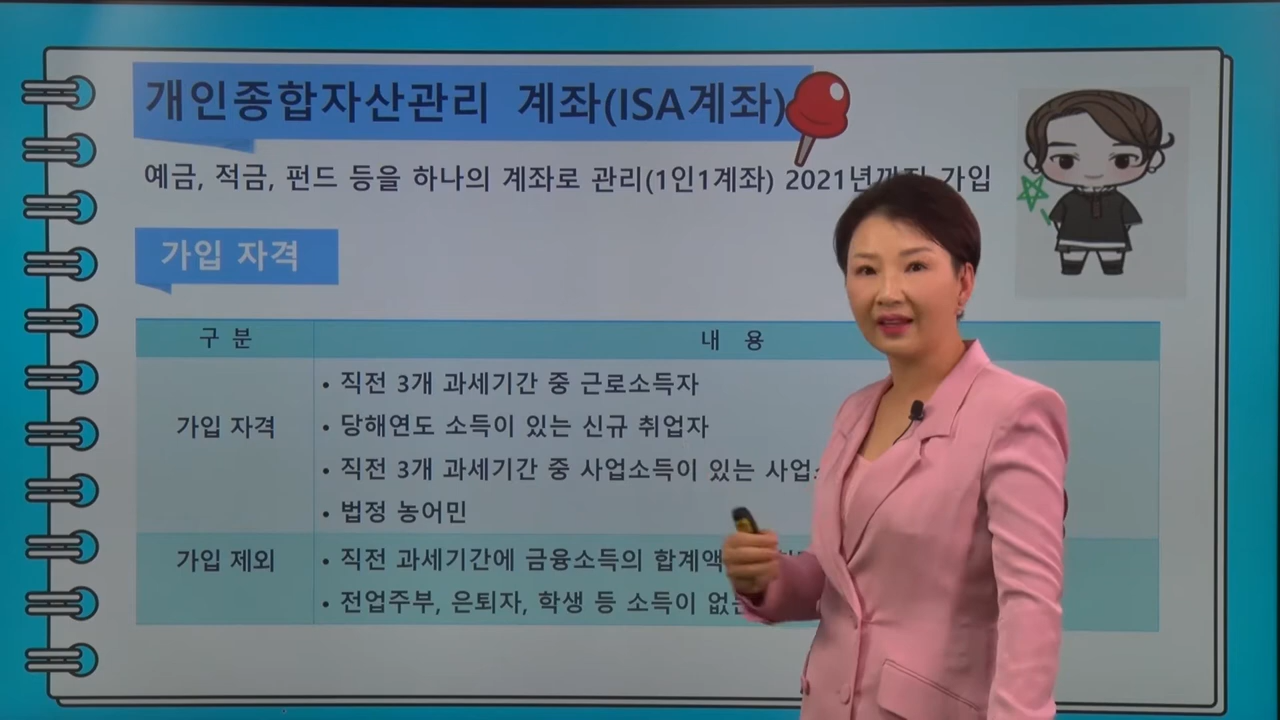 개인종합자산관리 계좌(ISA계좌)
예금, 적금, 펀드 등을 하나의 계좌로 관리(1인1계좌) 2021년까지 가입
가입 자격
구 분 내 용
가입 자격
• 직전 3개 과세기간 중 근로소득자
• 당해연도 소득이 있는 신규 취업자
• 직전 3개 과세기간 중 사업소득이 있는
• 법정 농어민
가입 제외
• 직전 과세기간에 금융소득의 합계액
• 전업주부, 은퇴자, 학생 등 소득이